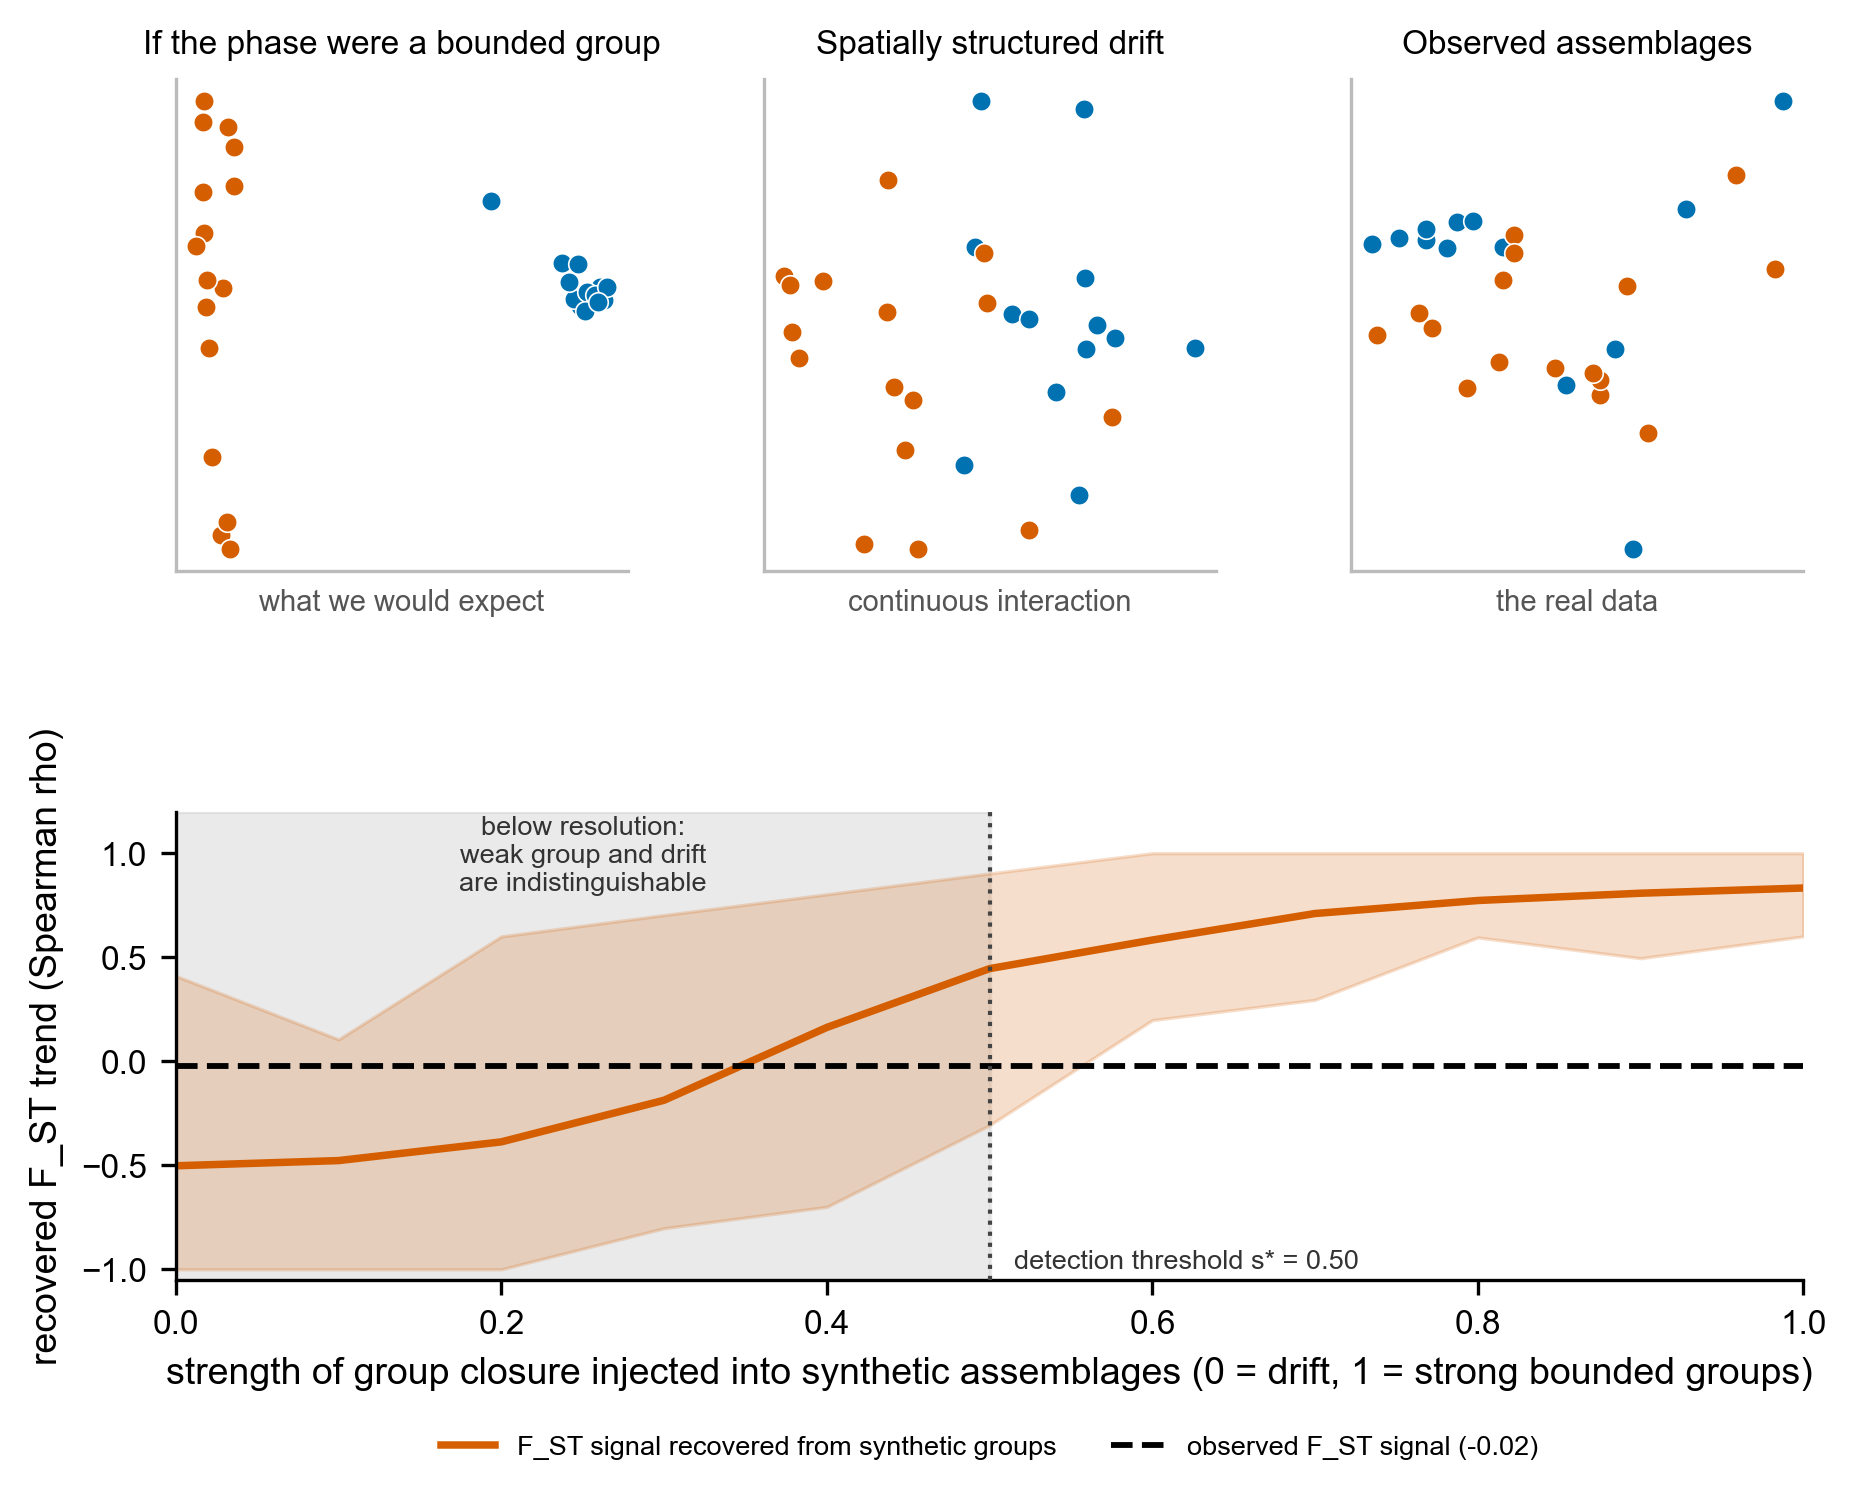 If the phase were a bounded group
Spatially structured drift
Observed assemblages
what we would expect
continuous interaction
the real data
recovered F_ST trend (Spearman rho)
1.0
0.5
0.0
−0.5
−1.0
below resolution:
weak group and drift
are indistinguishable
detection threshold s* = 0.50
0.0
0.2
0.4
0.6
0.8
1.0
strength of group closure injected into synthetic assemblages (0 = drift, 1 = strong bounded groups)
F_ST signal recovered from synthetic groups
observed F_ST signal (-0.02)